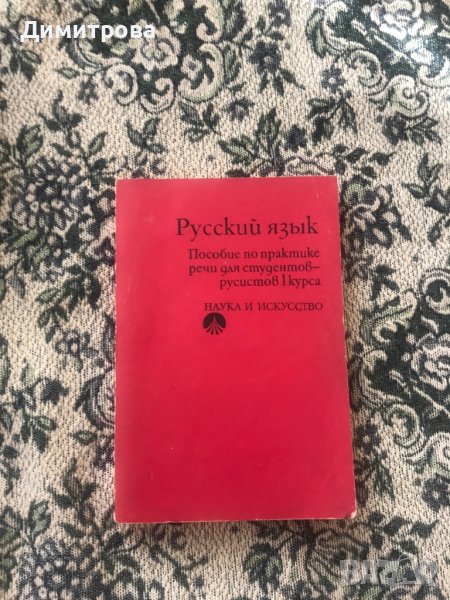 Димитрова
Русский язык
Пособие по практике
речи для студентов–
русистов I курса
НАУКА И ИСКУССТВО